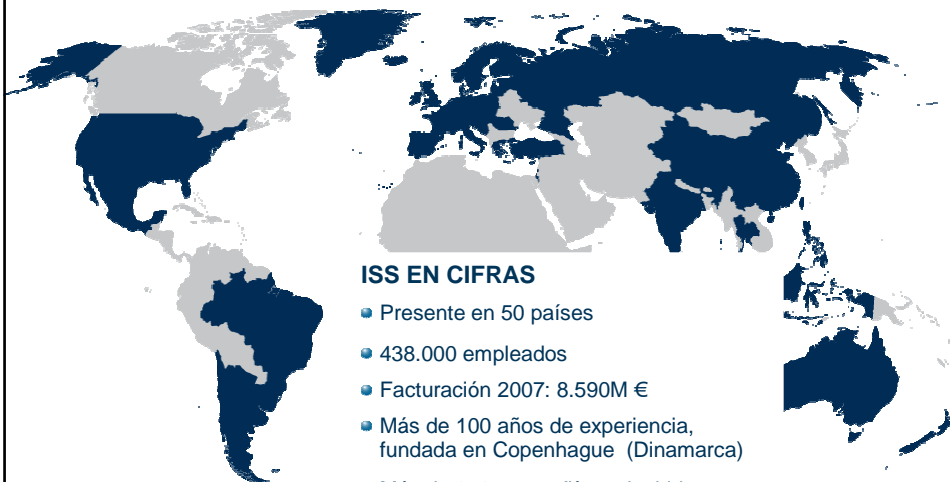 ISS EN CIFRAS
Presente en 50 países
438.000 empleados
Facturación 2007: 8.590M €
Más de 100 años de experiencia,
fundada en Copenhague (Dinamarca)